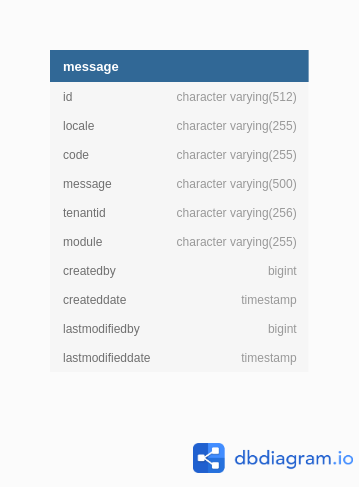 message
id character varying(512)
locale character varying(255)
code character varying(255)
message character varying(500)
tenantid character varying(256)
module character varying(255)
createdby bigint
createddate timestamp
lastmodifiedby bigint
lastmodifieddate timestamp
dbdiagram.io